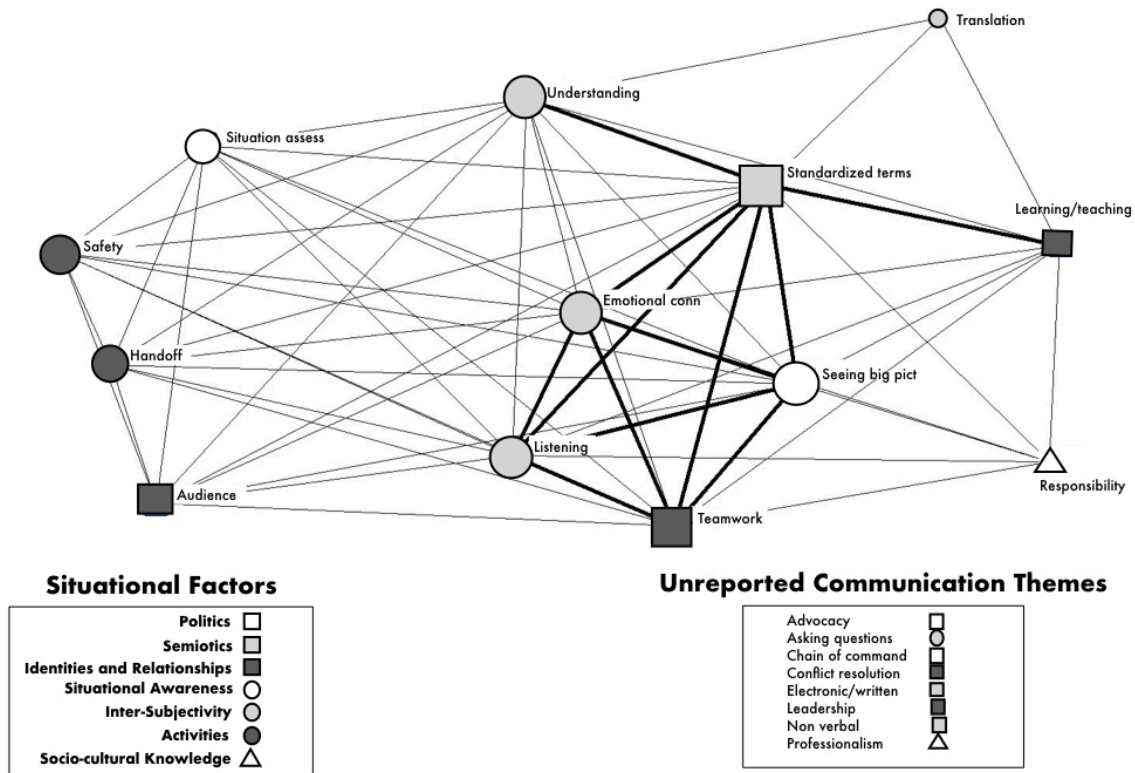 Translation
Understanding
Situation assess
Standardized terms
Learning/teaching
Safety
Emotional conn
Handoff
Seeing big pict
Listening
Responsibility
Audience
Teamwork
Situational Factors
Politics
Semiotics
Identities and Relationships
Situational Awareness
Inter-Subjectivity
Activities
Socio-cultural Knowledge
Unreported Communication Themes
Advocacy
Asking questions
Chain of command
Conflict resolution
Electronic/written
Leadership
Non verbal
Professionalism